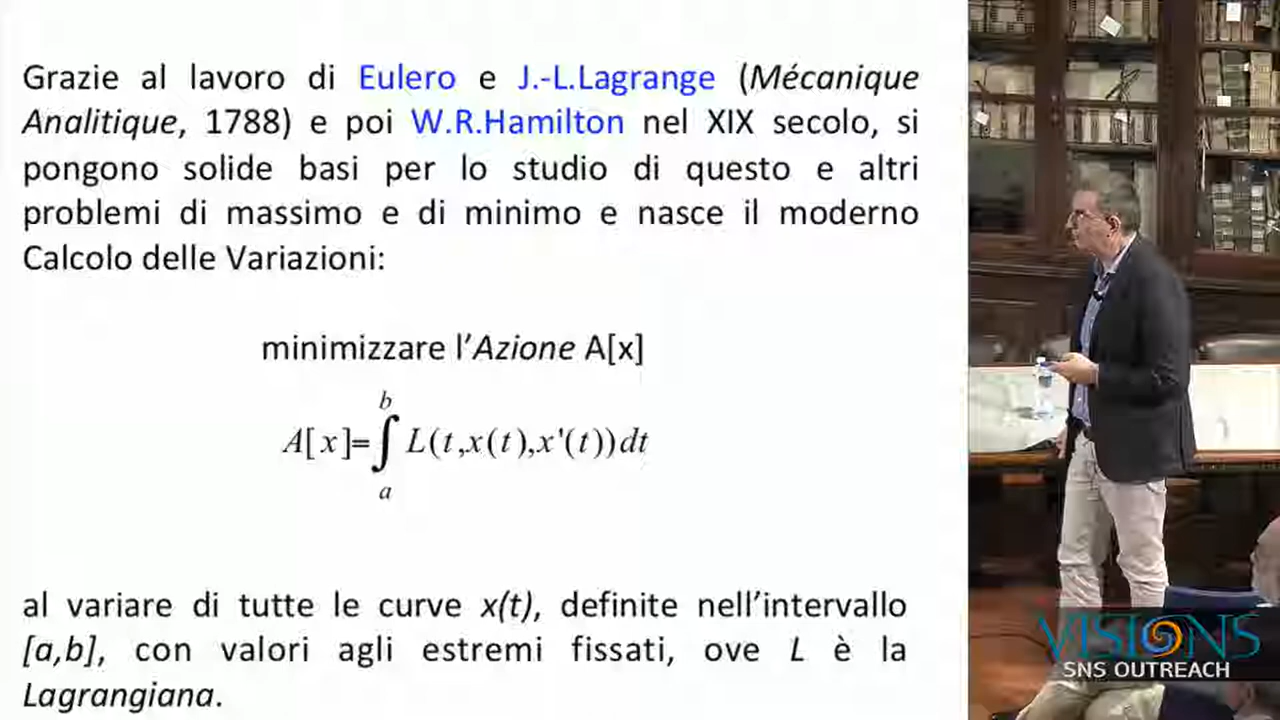 Grazie al lavoro di Eulero e J.-L.Lagrange (Mécanique
Analitique, 1788) e poi W.R.Hamilton nel XIX secolo, si
pongono solide basi per lo studio di questo e altri
problemi di massimo e di minimo e nasce il moderno
Calcolo delle Variazioni:
minimizzare l'Azione A[x]
b
A[x]=∫ L(t,x(t),x'(t))dt
a
al variare di tutte le curve x(t), definite nell'intervallo
[a,b], con valori agli estremi fissati, ove L è la
Lagrangiana.
VISIONS
SNS OUTREACH